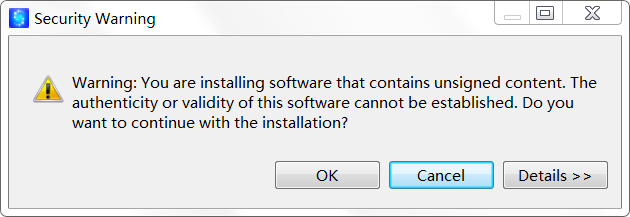 Security Warning
Warning: You are installing software that contains unsigned content. The
authenticity or validity of this software cannot be established. Do you
want to continue with the installation?
OK
Cancel
Details >>